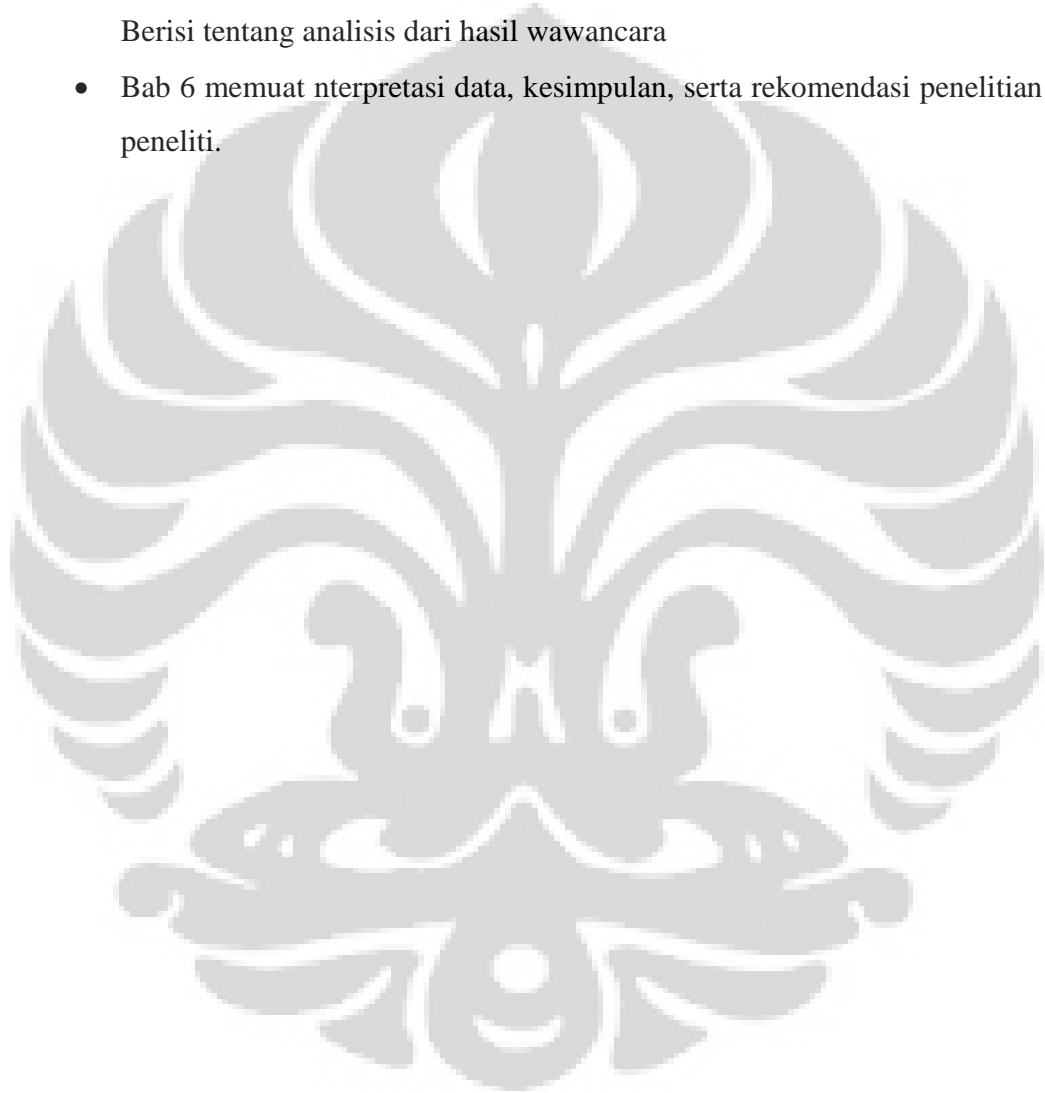 Berisi tentang analisis dari hasil wawancara
• Bab 6 memuat nterpretasi data, kesimpulan, serta rekomendasi penelitian
peneliti.